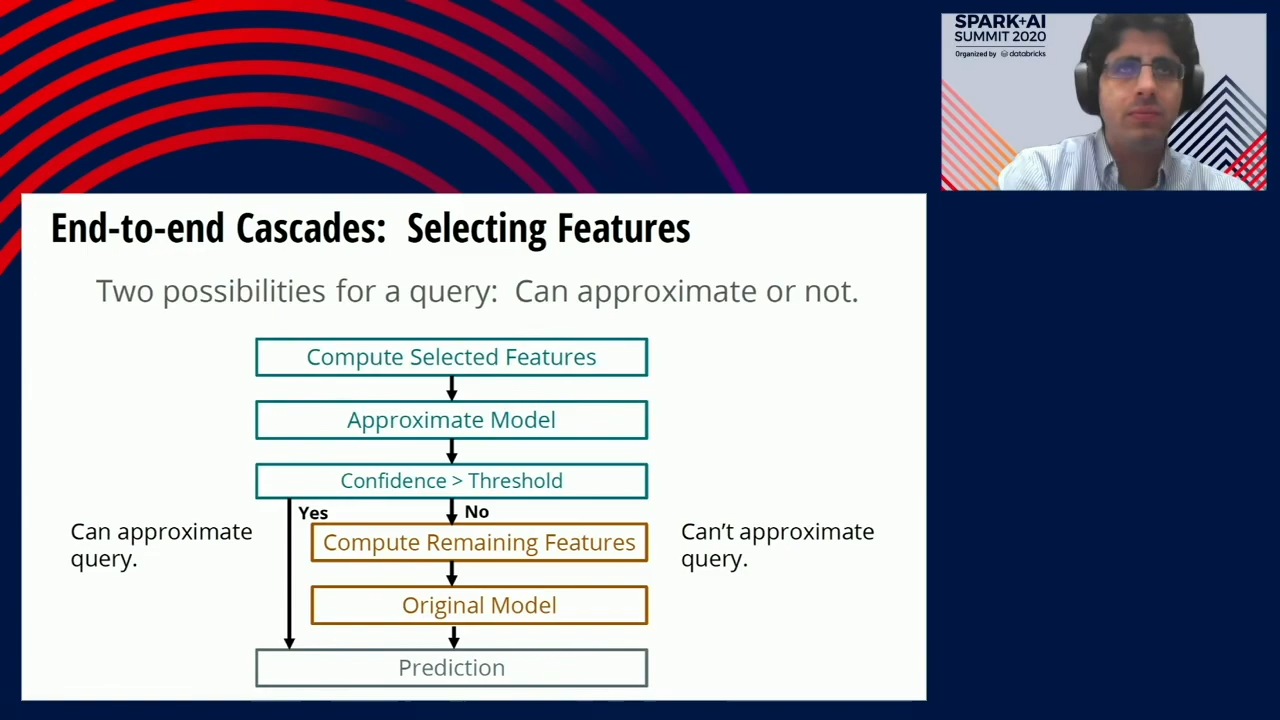 SPARK+AI
SUMMIT 2020
Organized by databricks
End-to-end Cascades: Selecting Features
Two possibilities for a query: Can approximate or not.
Compute Selected Features
Approximate Model
Confidence > Threshold
Yes
No
Can approximate
query.
Compute Remaining Features
Can’t approximate
query.
Original Model
Prediction